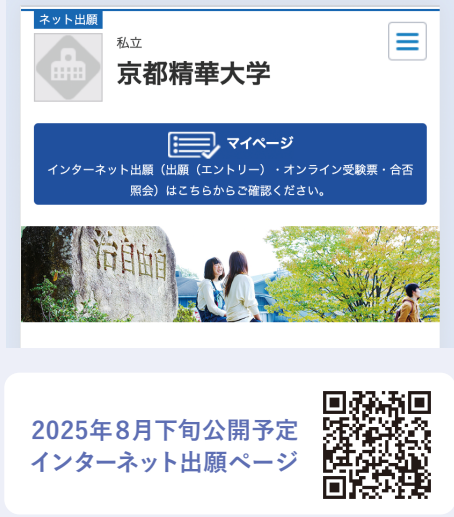 ネット出願
私立
京都精華大学
マイページ
インターネット出願（出願（エントリー）・オンライン受験票・合否
照会）はこちらからご確認ください。
治自由自
2025年8月下旬公開予定
インターネット出願ページ